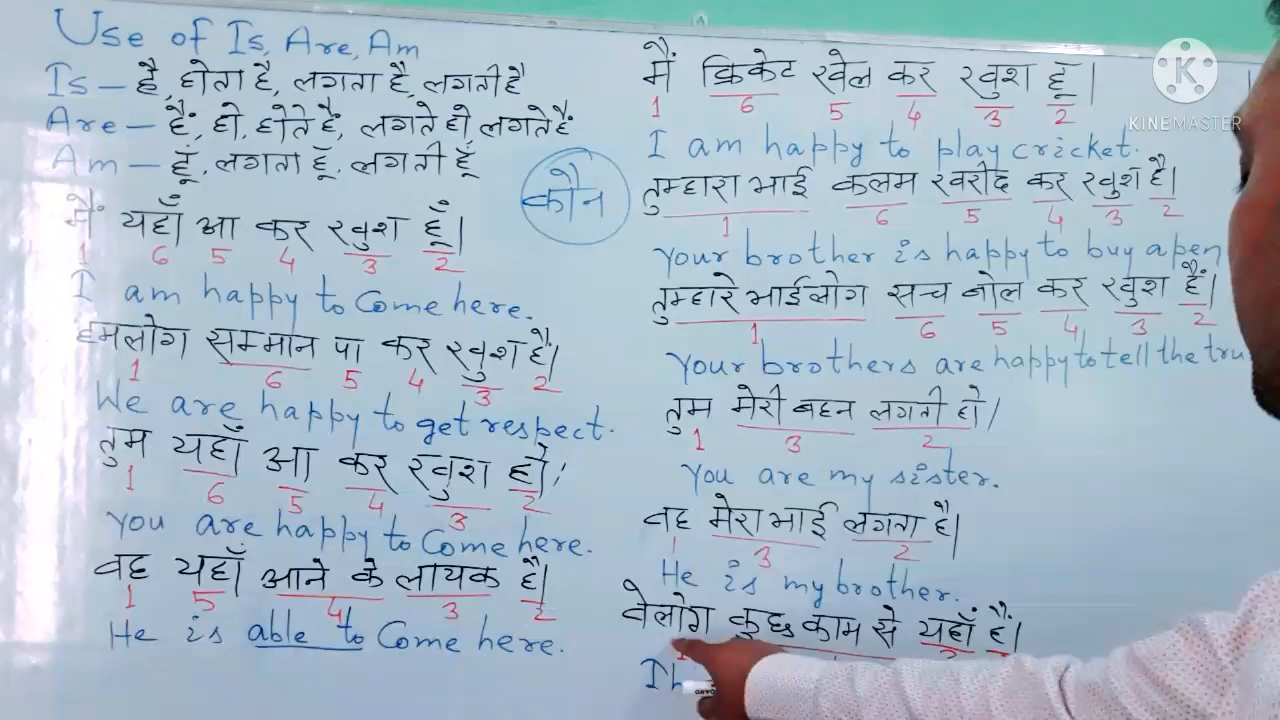 Use of Is, Are, Am
Is – है, होता है, लगता है, लगती है
Are – हैं, हो, होते हैं, लगते हो, लगते हैं
Am – हूँ, लगता हूँ, लगती हूँ
मैं यहाँ आ कर खुश हूँ।
1 6 5 4 3 2
I am happy to Come here.
हमलोग सम्मान पा कर खुश हैं।
1 6 5 4 3 2
We are happy to get respect.
तुम यहाँ आ कर खुश हो।
1 6 5 4 3 2
You are happy to Come here.
वह यहाँ आने के लायक है।
1 5 4 3 2
He is able to Come here.
कौन
मैं क्रिकेट खेल कर खुश हूँ।
1 6 5 4 3 2
I am happy to play cricket.
तुम्हारा भाई कलम खरीद कर खुश है।
1 6 5 4 3 2
Your brother is happy to buy a pen
तुम्हारे भाईलोग सच बोल कर खुश हैं।
1 6 5 4 3 2
Your brothers are happy to tell the tru
तुम मेरी बहन लगती हो।
1 3 2
You are my sister.
वह मेरा भाई लगता है।
1 3 2
He is my brother.
वेलोग कुछ काम से यहाँ हैं।
KINEMASTER